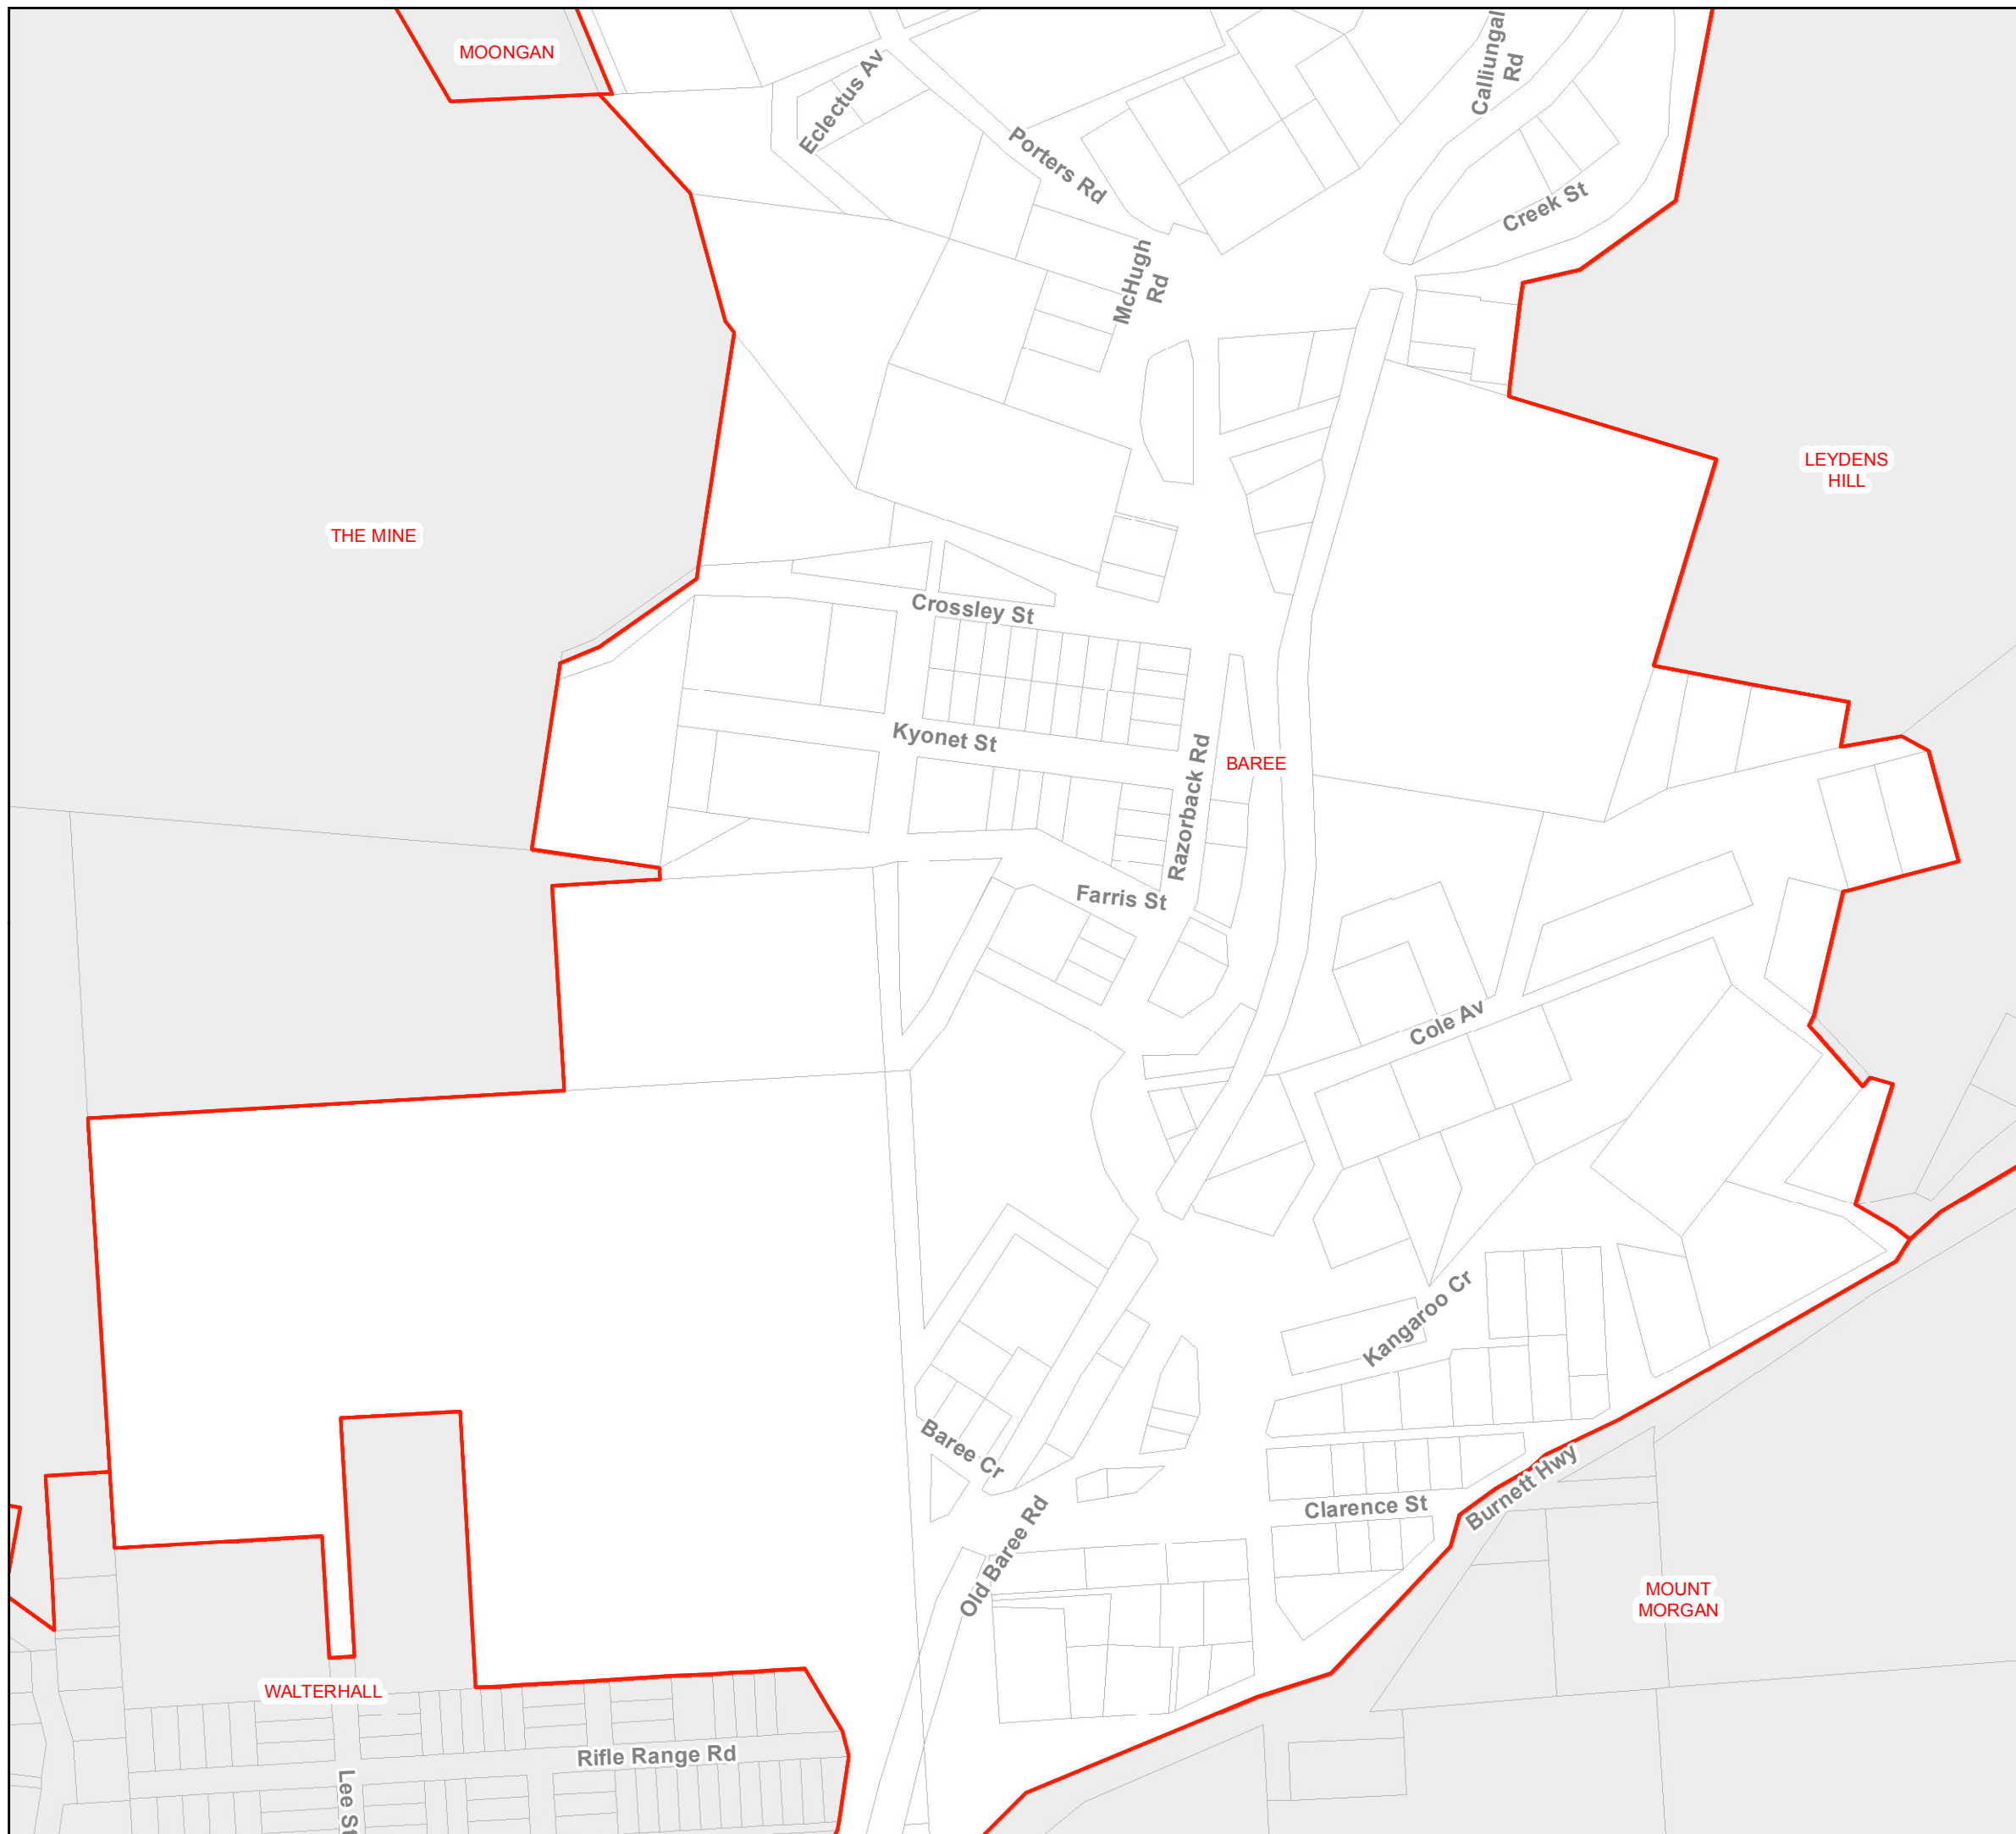 MOONGAN
Eclectus Av
Porters Rd
Calliungal
Rd
Creek St
McHugh
Rd
LEYDENS
HILL
THE MINE
Crossley St
Kyonet St
Razorback Rd
BAREE
Farris St
Cole Av
Kangaroo Cr
Baree Cr
Burnett Hwy
Clarence St
Old Baree Rd
MOUNT
MORGAN
WALTERHALL
Rifle Range Rd
Lee St